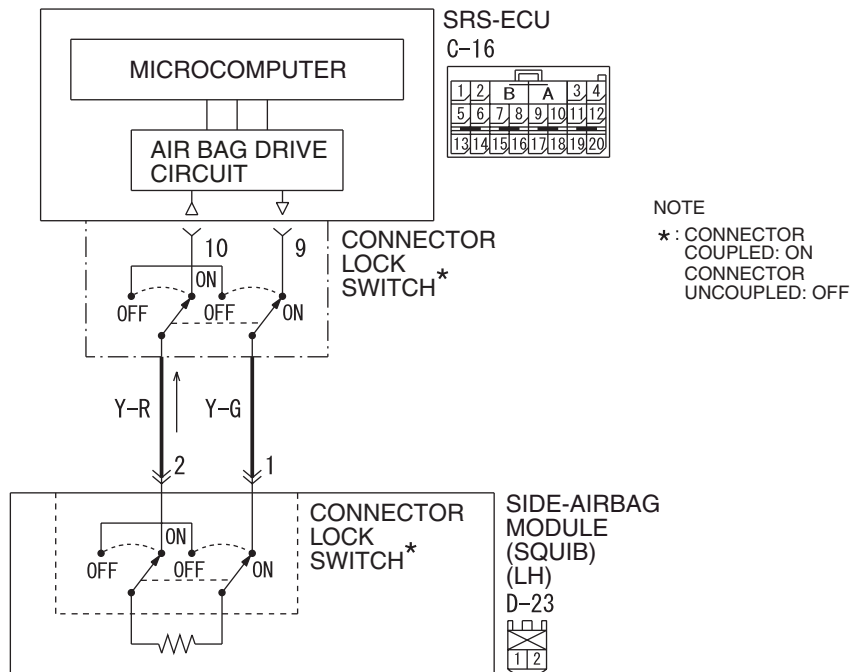 SRS-ECU
C-16
MICROCOMPUTER
1 2 B A 3 4
5 6 7 8 9 10 11 12
13 14 15 16 17 18 19 20
AIR BAG DRIVE
CIRCUIT
NOTE
* : CONNECTOR
COUPLED: ON
CONNECTOR
UNCOUPLED: OFF
10 9
CONNECTOR
LOCK
SWITCH*
ON
OFF OFF ON
Y-R Y-G
2 1
SIDE-AIRBAG
MODULE
(SQUIB)
(LH)
D-23
1 2
CONNECTOR
LOCK
SWITCH*
ON
OFF OFF ON